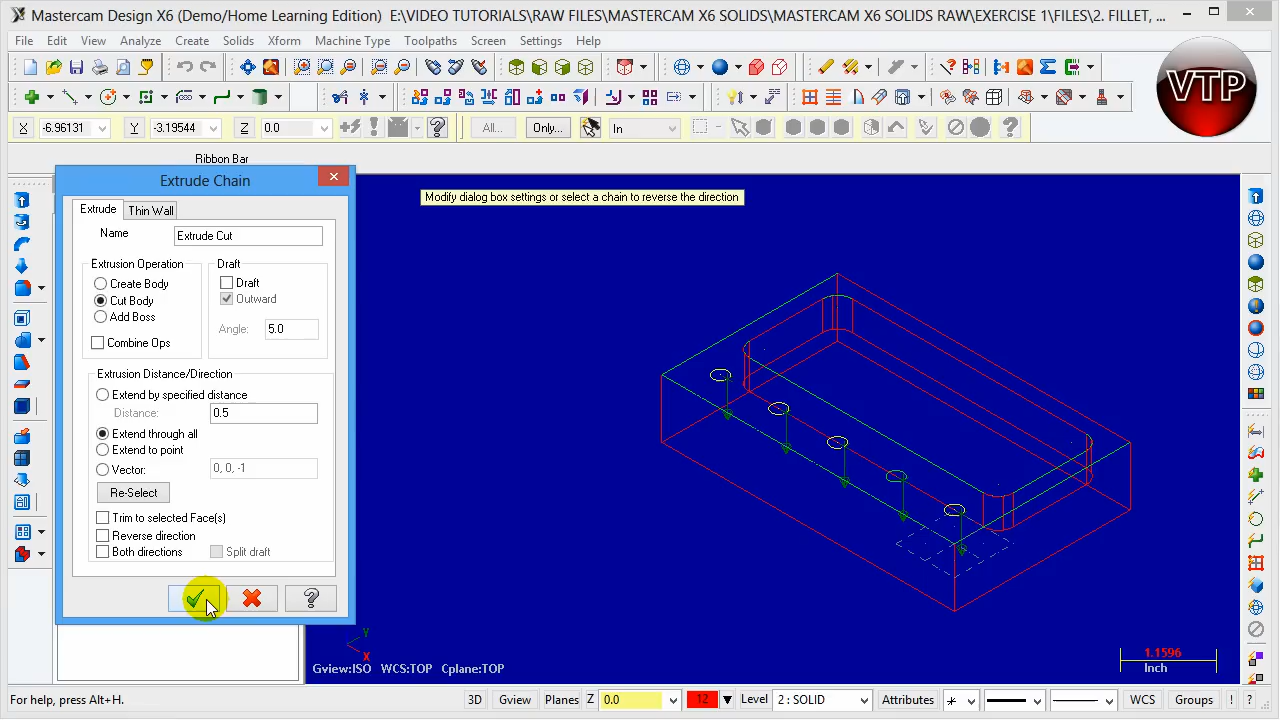 Mastercam Design X6 (Demo/Home Learning Edition) E:\VIDEO TUTORIALS\RAW FILES\MASTERCAM X6 SOLIDS\MASTERCAM X6 SOLIDS RAW\EXERCISE 1\FILES\2. FILLET, ...
File Edit View Analyze Create Solids Xform Machine Type Toolpaths Screen Settings Help
VTP
X -6.96131 Y -3.19544 Z 0.0 All... Only... In
Ribbon Bar
Extrude Chain
Modify dialog box settings or select a chain to reverse the direction
Extrude Thin Wall
Name Extrude Cut
Extrusion Operation
Create Body
Cut Body
Add Boss
Combine Ops
Draft
Draft
Outward
Angle: 5.0
Extrusion Distance/Direction
Extend by specified distance
Distance: 0.5
Extend through all
Extend to point
Vector: 0, 0, -1
Re-Select
Trim to selected Face(s)
Reverse direction
Both directions Split draft
Y
X
Gview:ISO WCS:TOP Cplane:TOP
1.1596
Inch
For help, press Alt+H. 3D Gview Planes Z 0.0 12 Level 2 : SOLID Attributes WCS Groups ! ?